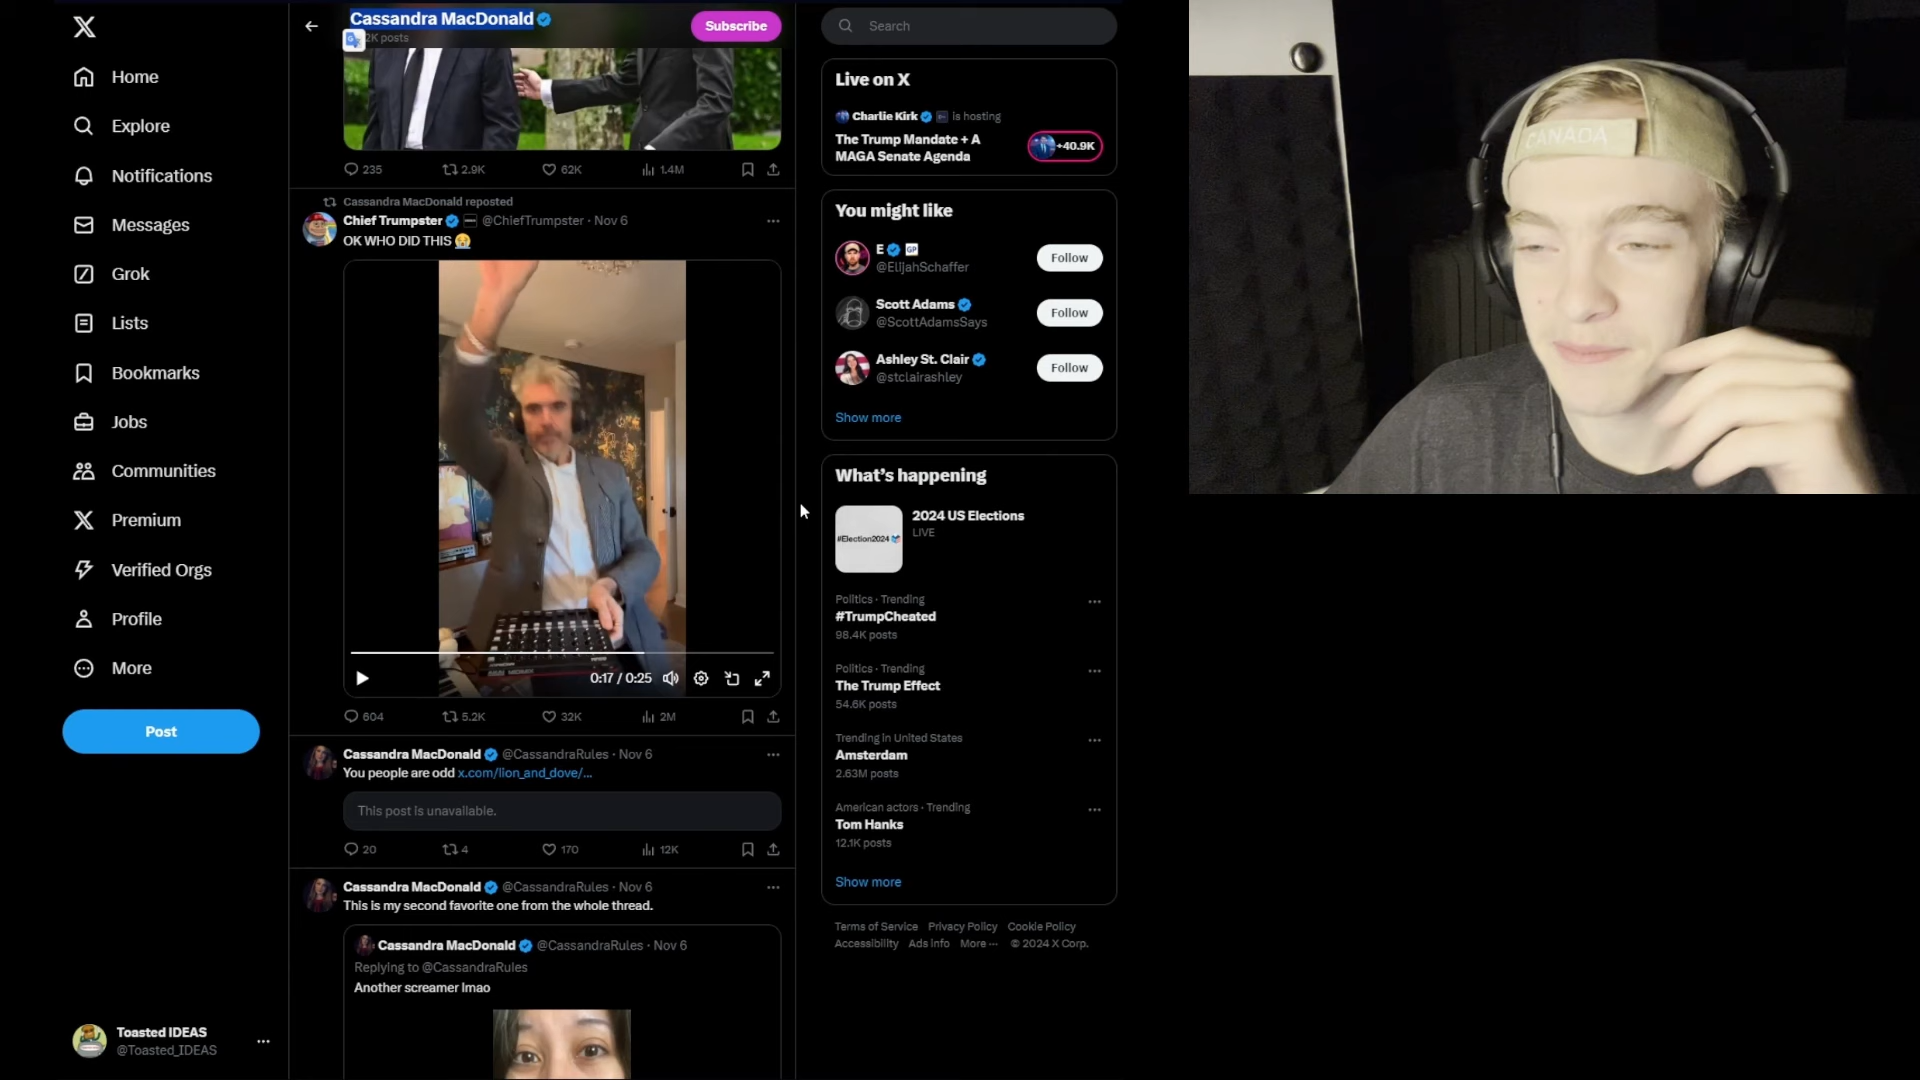 Home
Explore
Notifications
Messages
Grok
Lists
Bookmarks
Jobs
Communities
Premium
Verified Orgs
Profile
More
Post
Toasted IDEAS
@Toasted_IDEAS
Cassandra MacDonald
2K posts
Subscribe
235 2.9K 62K 1.4M
Cassandra MacDonald reposted
Chief Trumpster @ChiefTrumpster · Nov 6
OK WHO DID THIS 😭
0:17 / 0:25
604 5.2K 32K 2M
Cassandra MacDonald @CassandraRules · Nov 6
You people are odd x.com/lion_and_dove/...
This post is unavailable.
20 4 170 12K
Cassandra MacDonald @CassandraRules · Nov 6
This is my second favorite one from the whole thread.
Cassandra MacDonald @CassandraRules · Nov 6
Replying to @CassandraRules
Another screamer lmao
Search
Live on X
Charlie Kirk is hosting
The Trump Mandate + A
MAGA Senate Agenda
+40.9K
You might like
E
@ElijahSchaffer
Follow
Scott Adams
@ScottAdamsSays
Follow
Ashley St. Clair
@stclairashley
Follow
Show more
What's happening
#Election2024
2024 US Elections
LIVE
Politics · Trending
#TrumpCheated
98.4K posts
Politics · Trending
The Trump Effect
54.6K posts
Trending in United States
Amsterdam
2.63M posts
American actors · Trending
Tom Hanks
12.1K posts
Show more
Terms of Service Privacy Policy Cookie Policy
Accessibility Ads info More ··· © 2024 X Corp.
CANADA